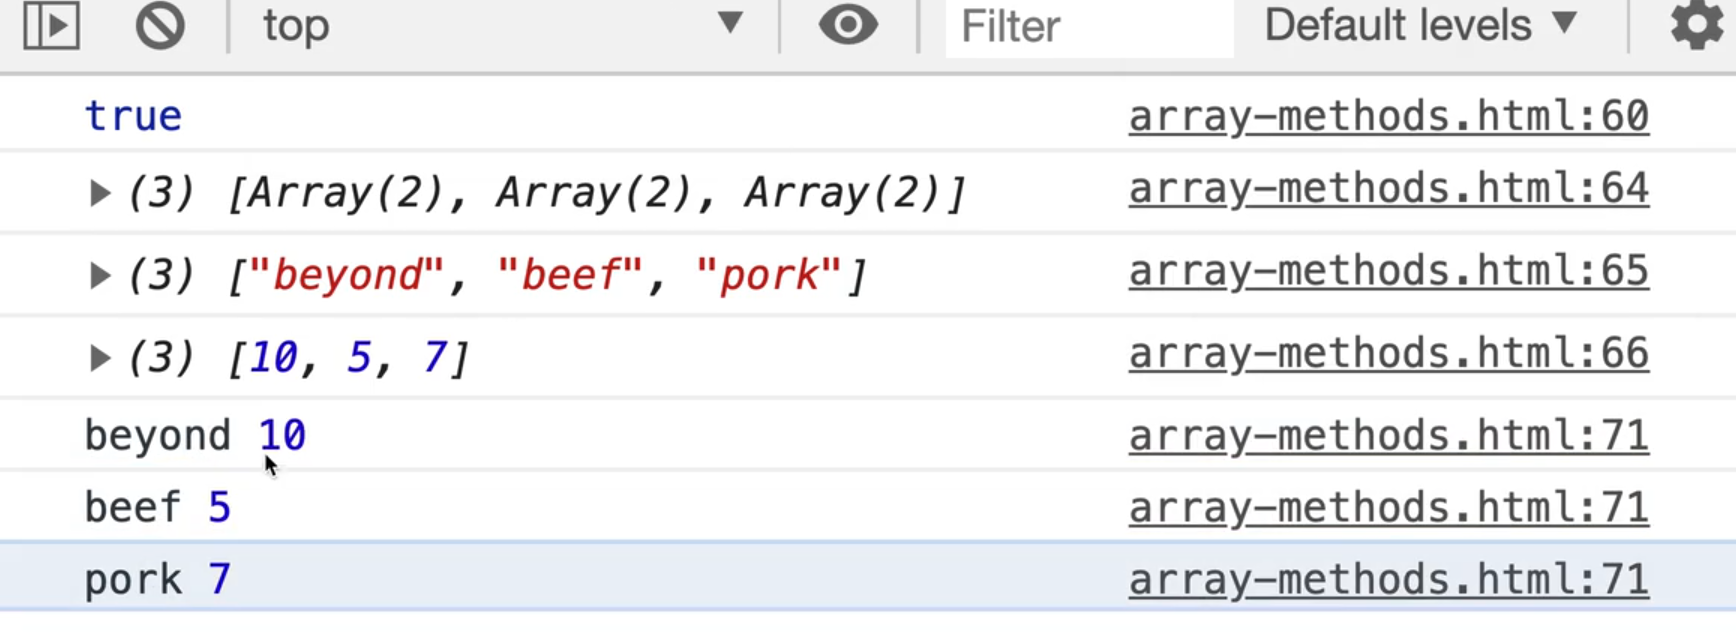 top Filter Default levels
true array-methods.html:60
(3) [Array(2), Array(2), Array(2)] array-methods.html:64
(3) ["beyond", "beef", "pork"] array-methods.html:65
(3) [10, 5, 7] array-methods.html:66
beyond 10 array-methods.html:71
beef 5 array-methods.html:71
pork 7 array-methods.html:71